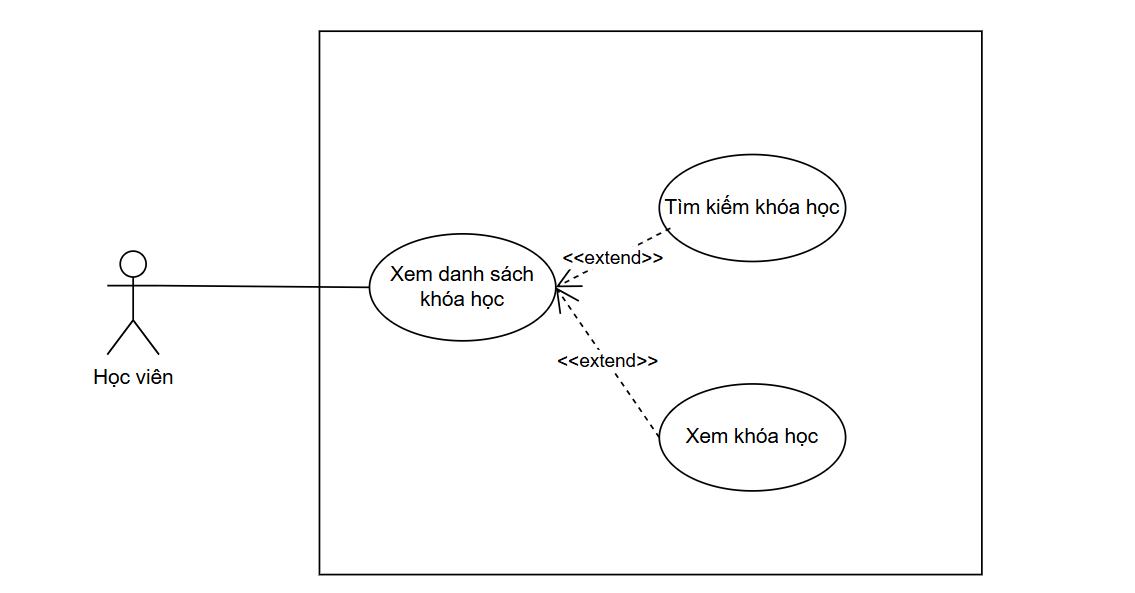 Tìm kiếm khóa học
<<extend>>
Xem danh sách
khóa học
Học viên
<<extend>>
Xem khóa học